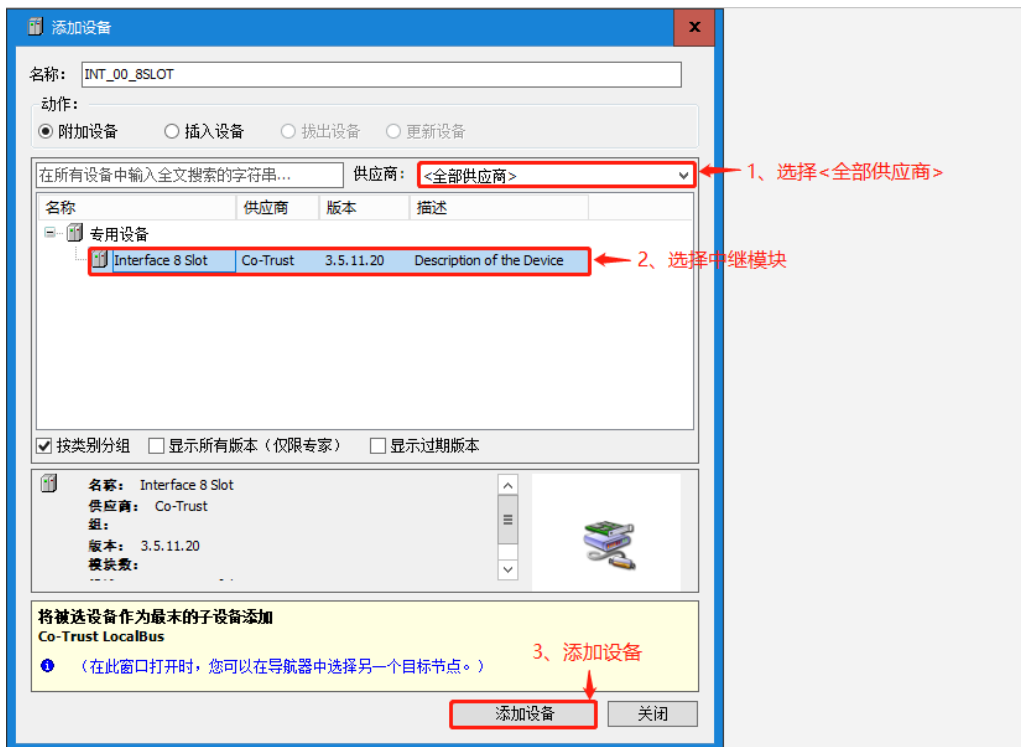 添加设备
x
名称： INT_00_8SLOT
动作：
附加设备 插入设备 拔出设备 更新设备
在所有设备中输入全文搜索的字符串... 供应商： <全部供应商> 1、选择<全部供应商>
名称 供应商 版本 描述
专用设备
Interface 8 Slot Co-Trust 3.5.11.20 Description of the Device 2、选择中继模块
按类别分组 显示所有版本（仅限专家） 显示过期版本
名称： Interface 8 Slot
供应商： Co-Trust
组：
版本： 3.5.11.20
模块数：
将被选设备作为最末的子设备添加
Co-Trust LocalBus
（在此窗口打开时，您可以在导航器中选择另一个目标节点。）
3、添加设备
添加设备 关闭